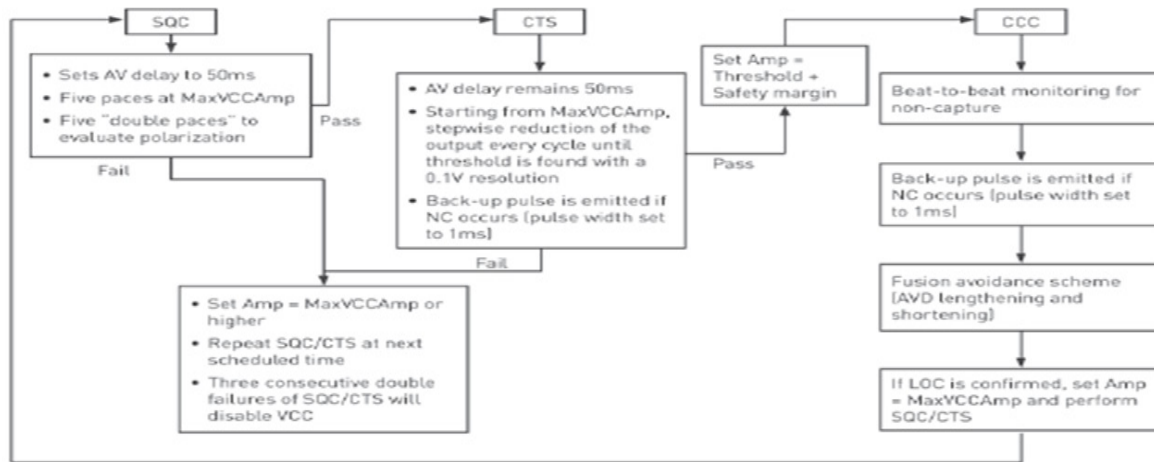 SQC
• Sets AV delay to 50ms
• Five paces at MaxVCCAmp
• Five "double paces" to
evaluate polarization
Pass
Fail
CTS
• AV delay remains 50ms
• Starting from MaxVCCAmp,
stepwise reduction of the
output every cycle until
threshold is found with a
0.1V resolution
• Back-up pulse is emitted if
NC occurs (pulse width set
to 1ms)
Pass
Fail
• Set Amp = MaxVCCAmp or
higher
• Repeat SQC/CTS at next
scheduled time
• Three consecutive double
failures of SQC/CTS will
disable VCC
Set Amp =
Threshold +
Safety margin
CCC
Beat-to-beat monitoring for
non-capture
Back-up pulse is emitted if
NC occurs (pulse width set
to 1ms)
Fusion avoidance scheme
(AVD lengthening and
shortening)
If LOC is confirmed, set Amp
= MaxVCCAmp and perform
SQC/CTS